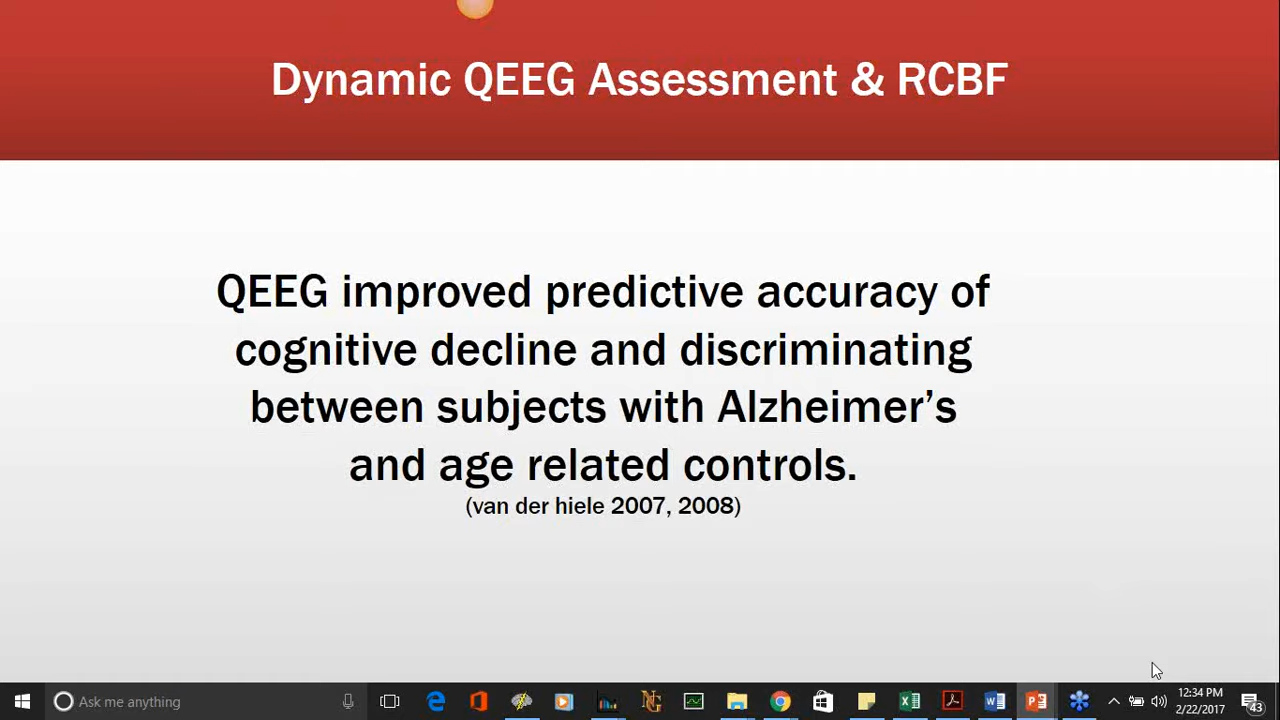 Dynamic QEEG Assessment & RCBF
QEEG improved predictive accuracy of
cognitive decline and discriminating
between subjects with Alzheimer’s
and age related controls.
(van der hiele 2007, 2008)
Ask me anything
12:34 PM
2/22/2017
43